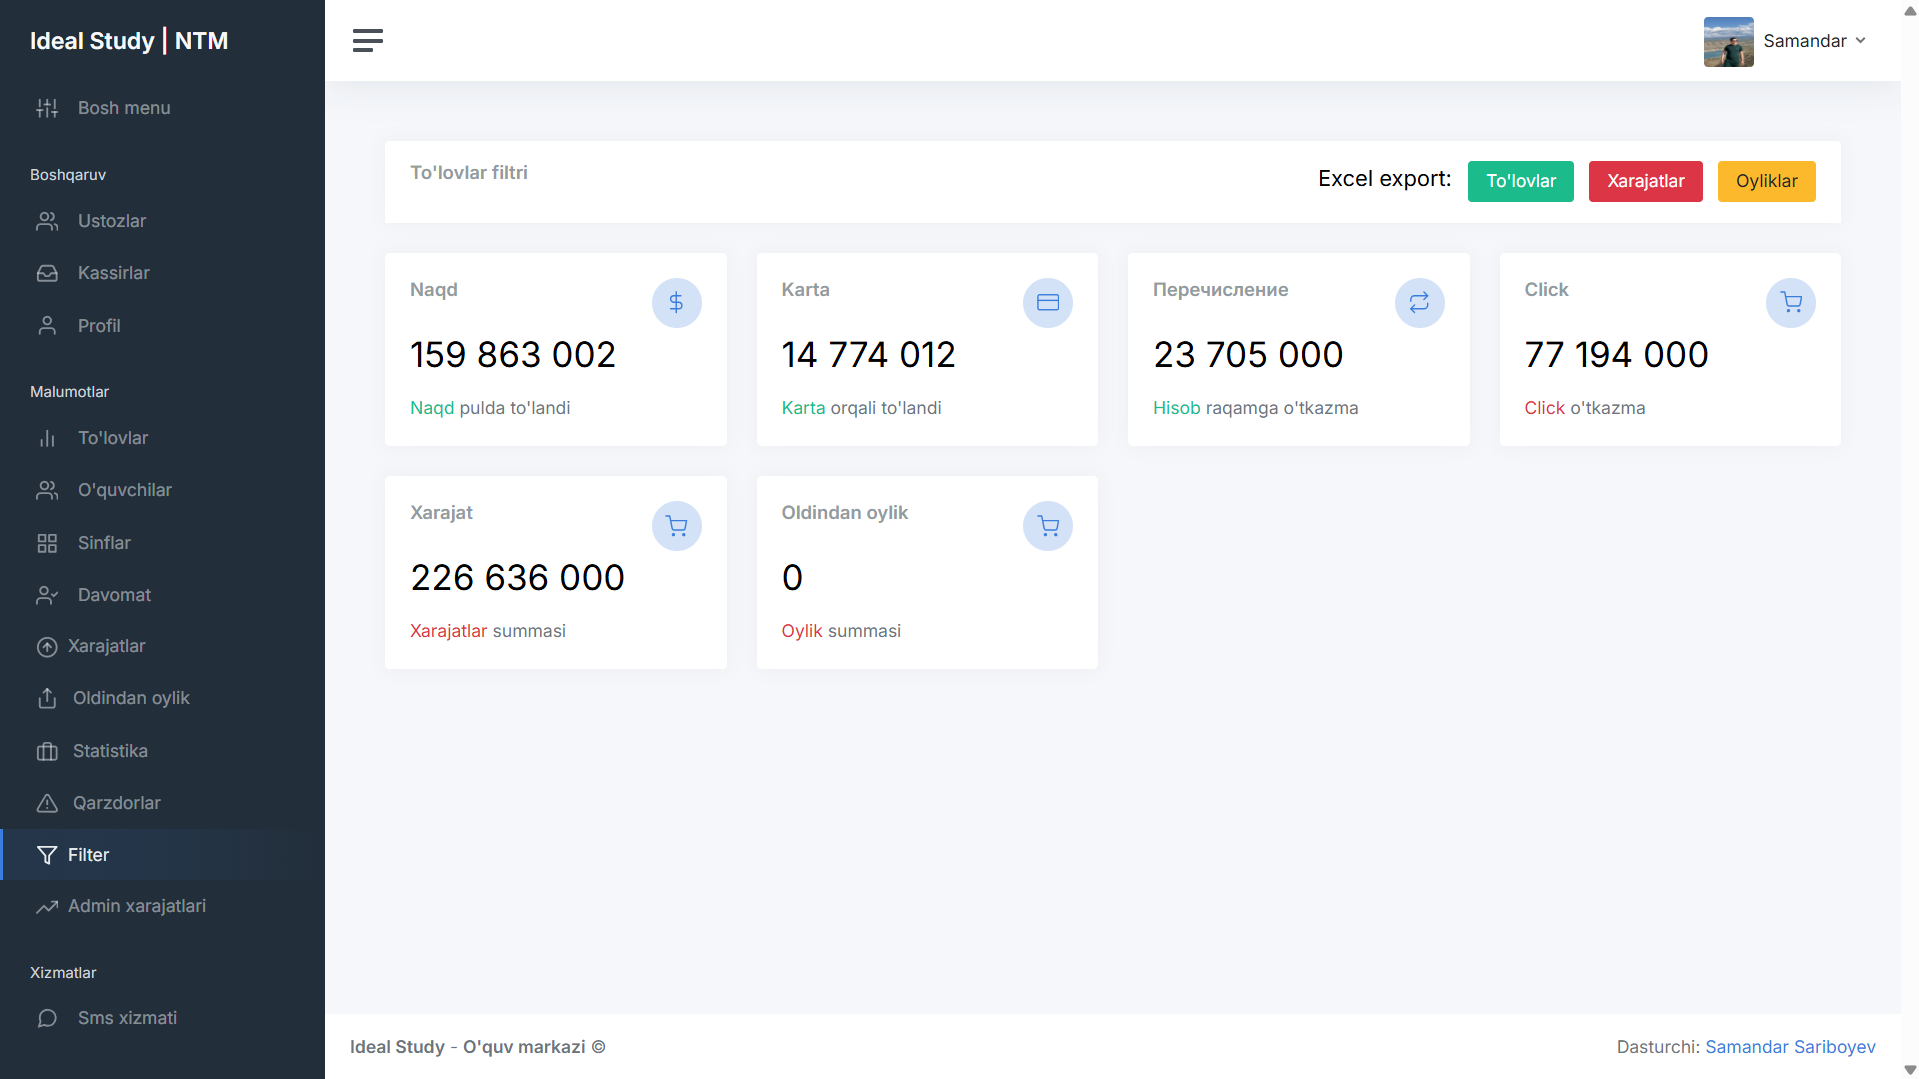 Ideal Study | NTM
Samandar
Bosh menu
Boshqaruv
Ustozlar
Kassirlar
Profil
Malumotlar
To'lovlar
O'quvchilar
Sinflar
Davomat
Xarajatlar
Oldindan oylik
Statistika
Qarzdorlar
Filter
Admin xarajatlari
Xizmatlar
Sms xizmati
To'lovlar filtri
Excel export: To'lovlar Xarajatlar Oyliklar
Naqd
159 863 002
Naqd pulda to'landi
Karta
14 774 012
Karta orqali to'landi
Перечисление
23 705 000
Hisob raqamga o'tkazma
Click
77 194 000
Click o'tkazma
Xarajat
226 636 000
Xarajatlar summasi
Oldindan oylik
0
Oylik summasi
Ideal Study - O'quv markazi ©
Dasturchi: Samandar Sariboyev